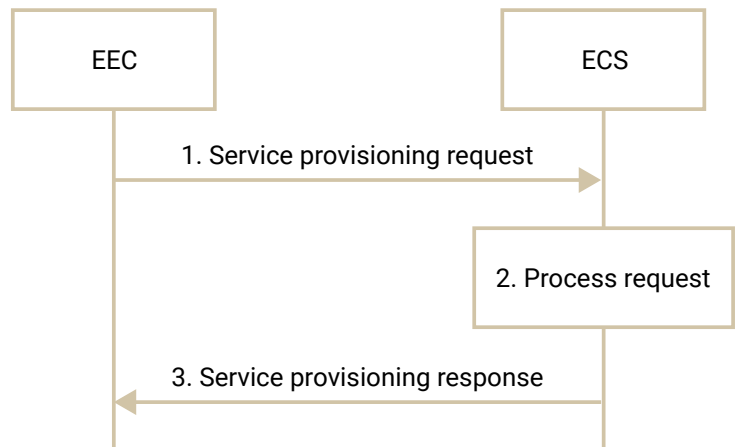 EEC
ECS
1. Service provisioning request
2. Process request
3. Service provisioning response